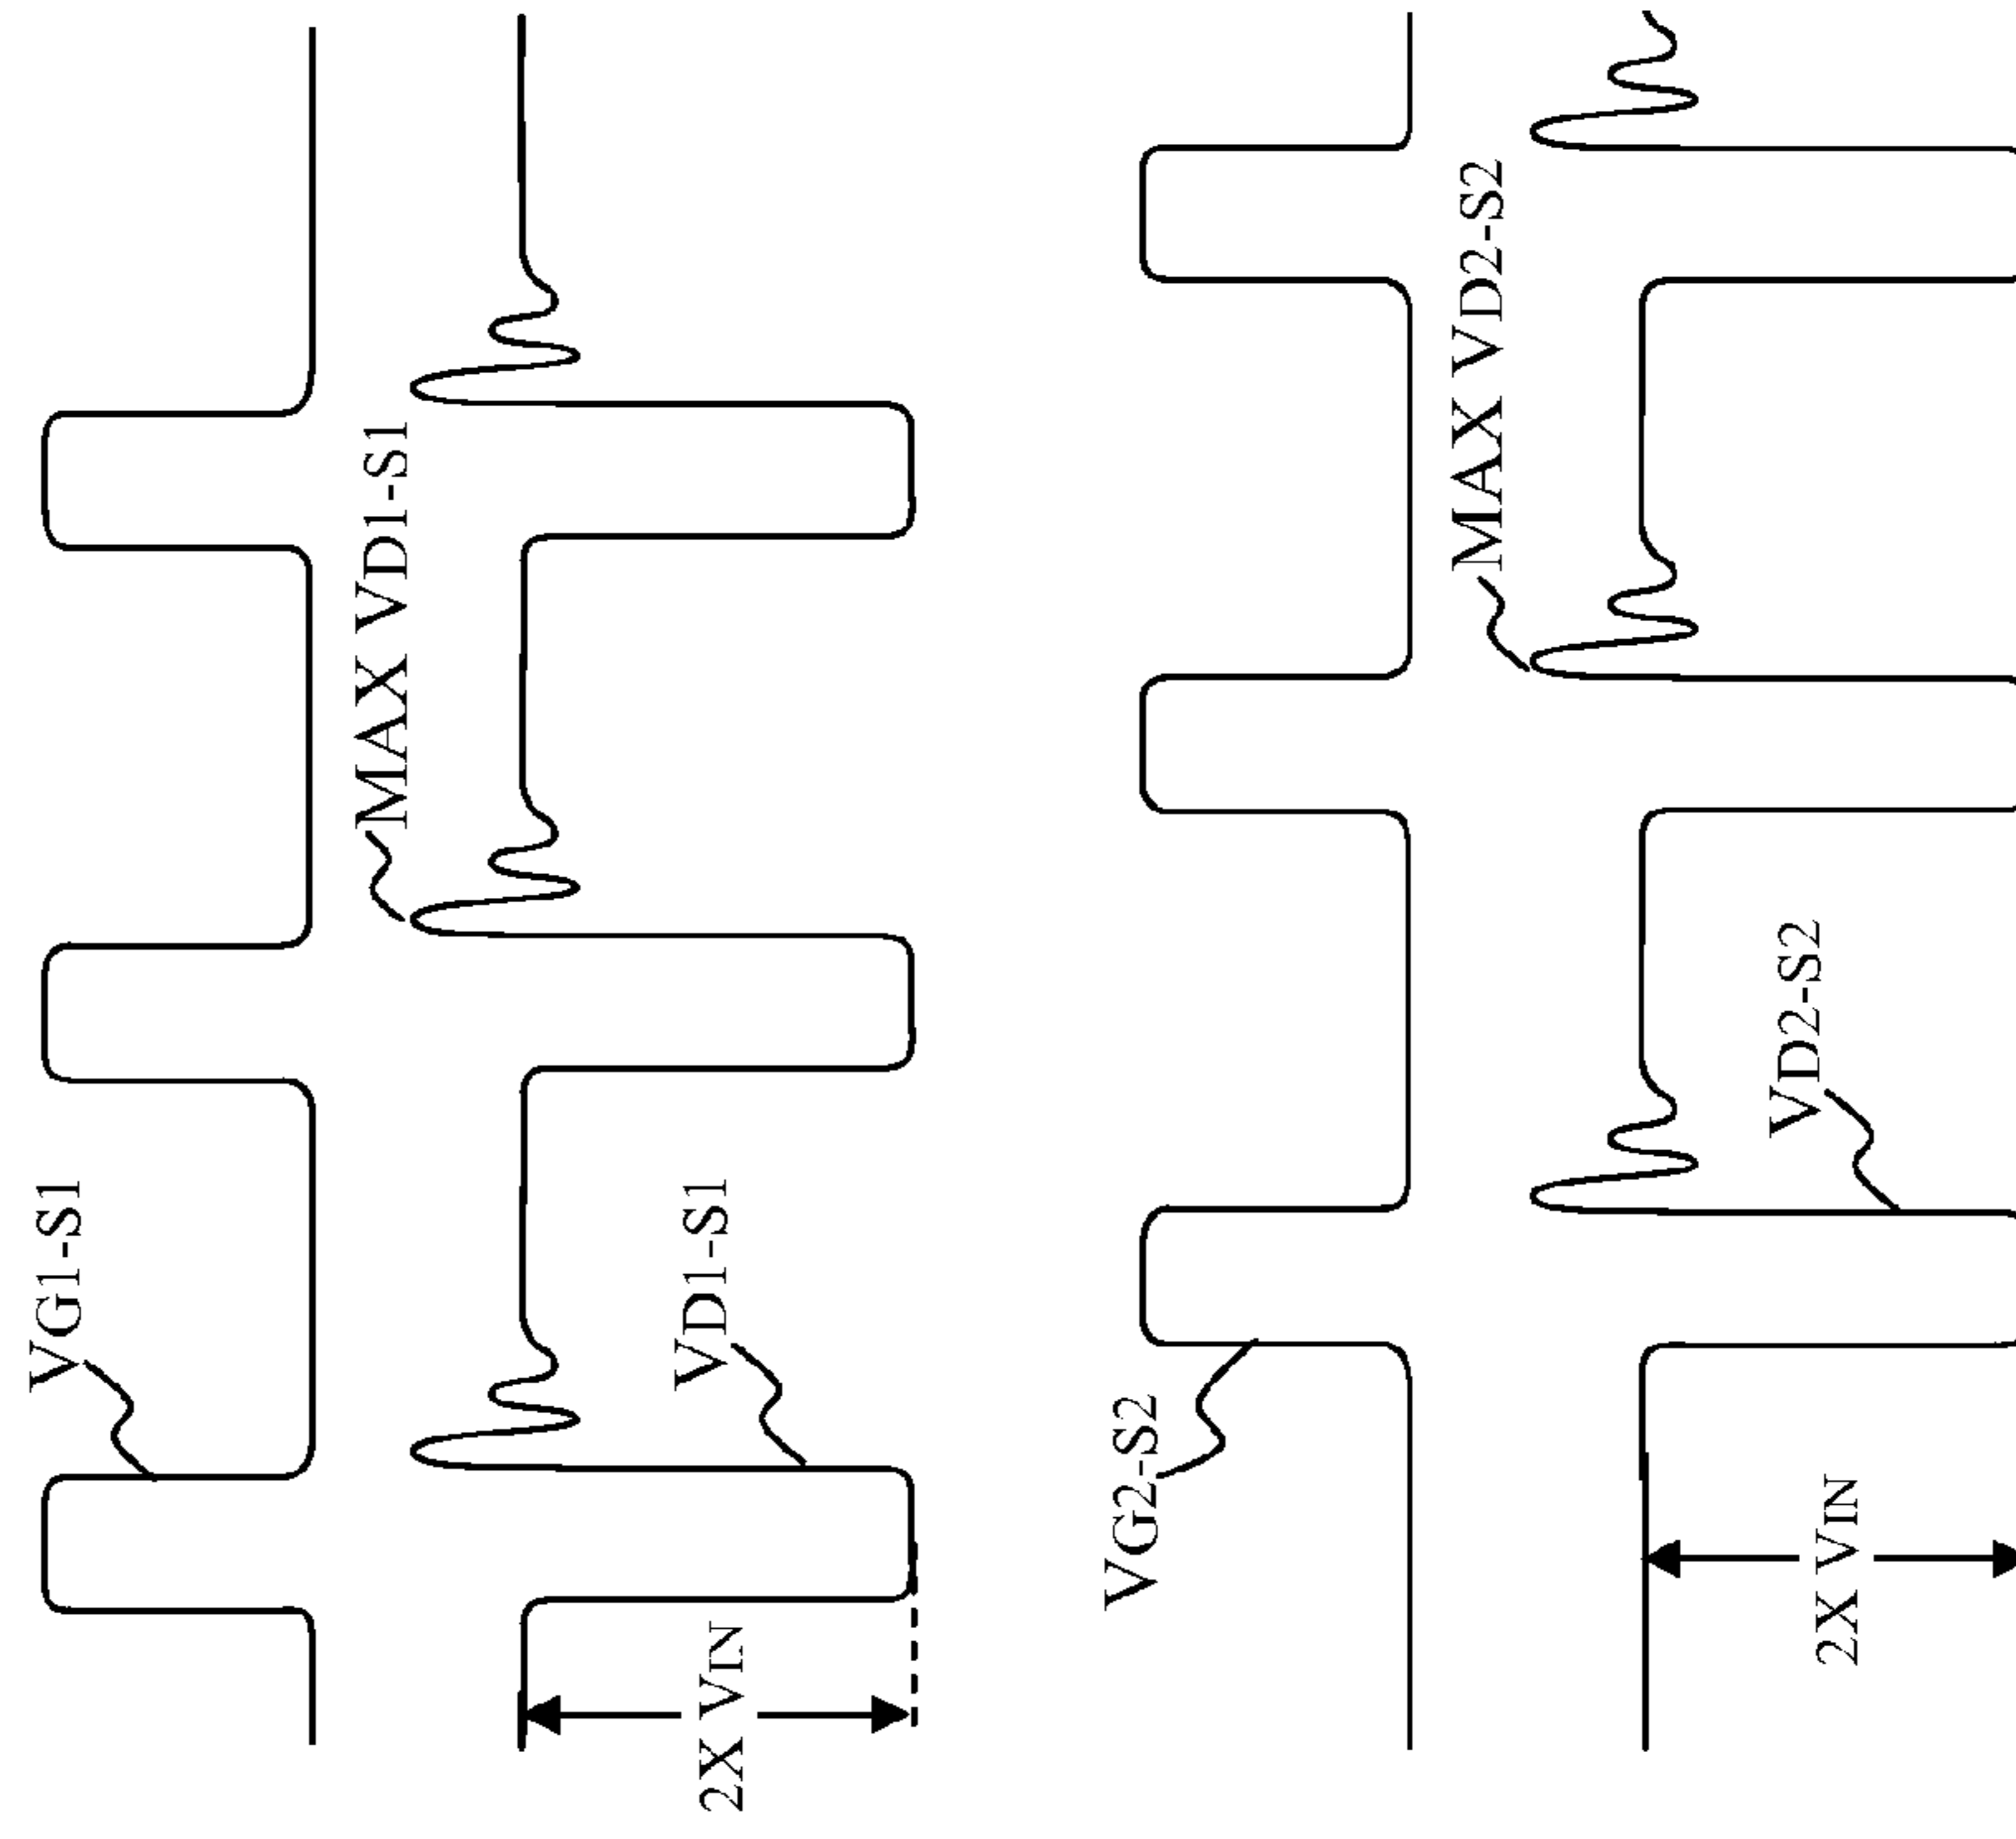 VG1-S1
MAX VD1-S1
VD1-S1
2X VIN
VG2-S2
MAX VD2-S2
VD2-S2
2X VIN